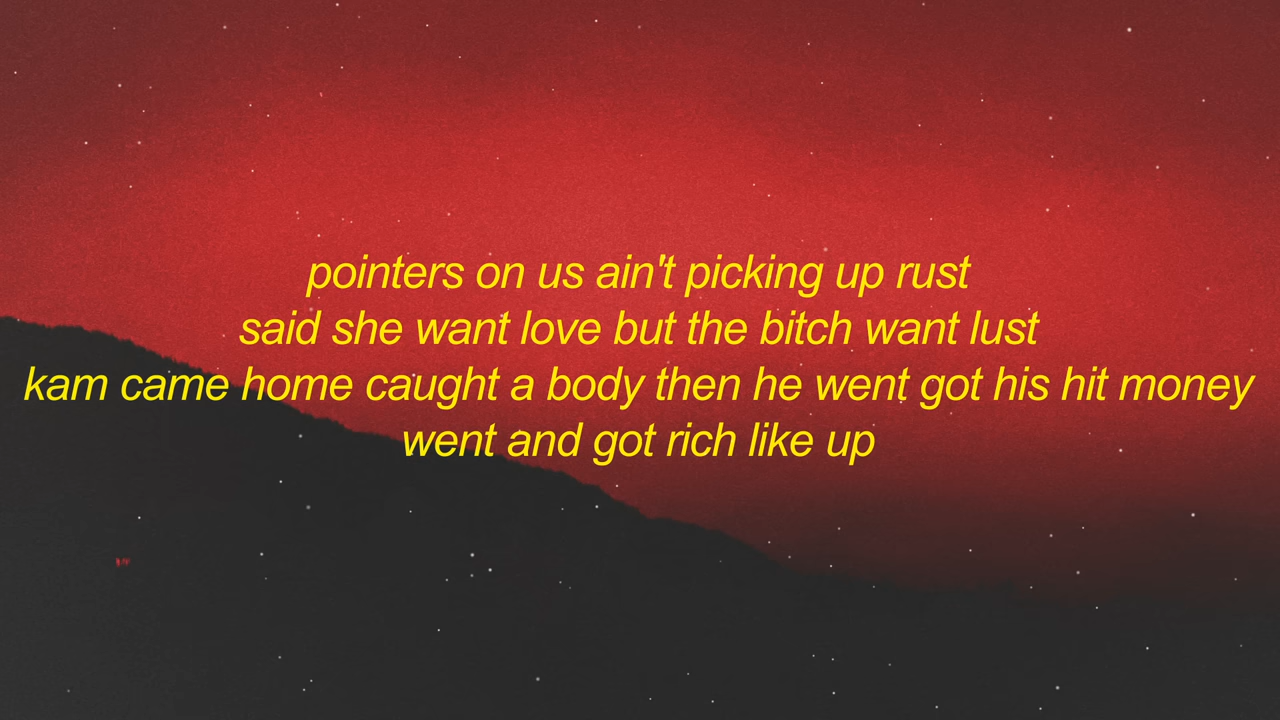 pointers on us ain't picking up rust
said she want love but the bitch want lust
kam came home caught a body then he went got his hit money
went and got rich like up